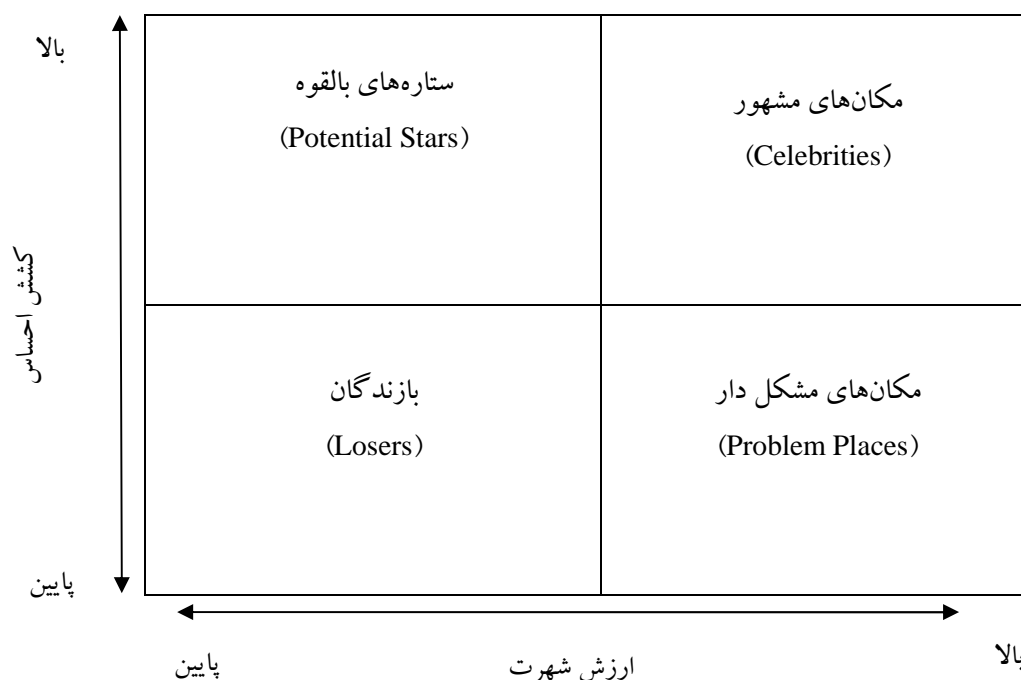 بالا
ستاره‌های بالقوه
(Potential Stars)
مکان‌های مشهور
(Celebrities)
کشش احساس
بازندگان
(Losers)
مکان‌های مشکل دار
(Problem Places)
پایین
پایین
ارزش شهرت
بالا